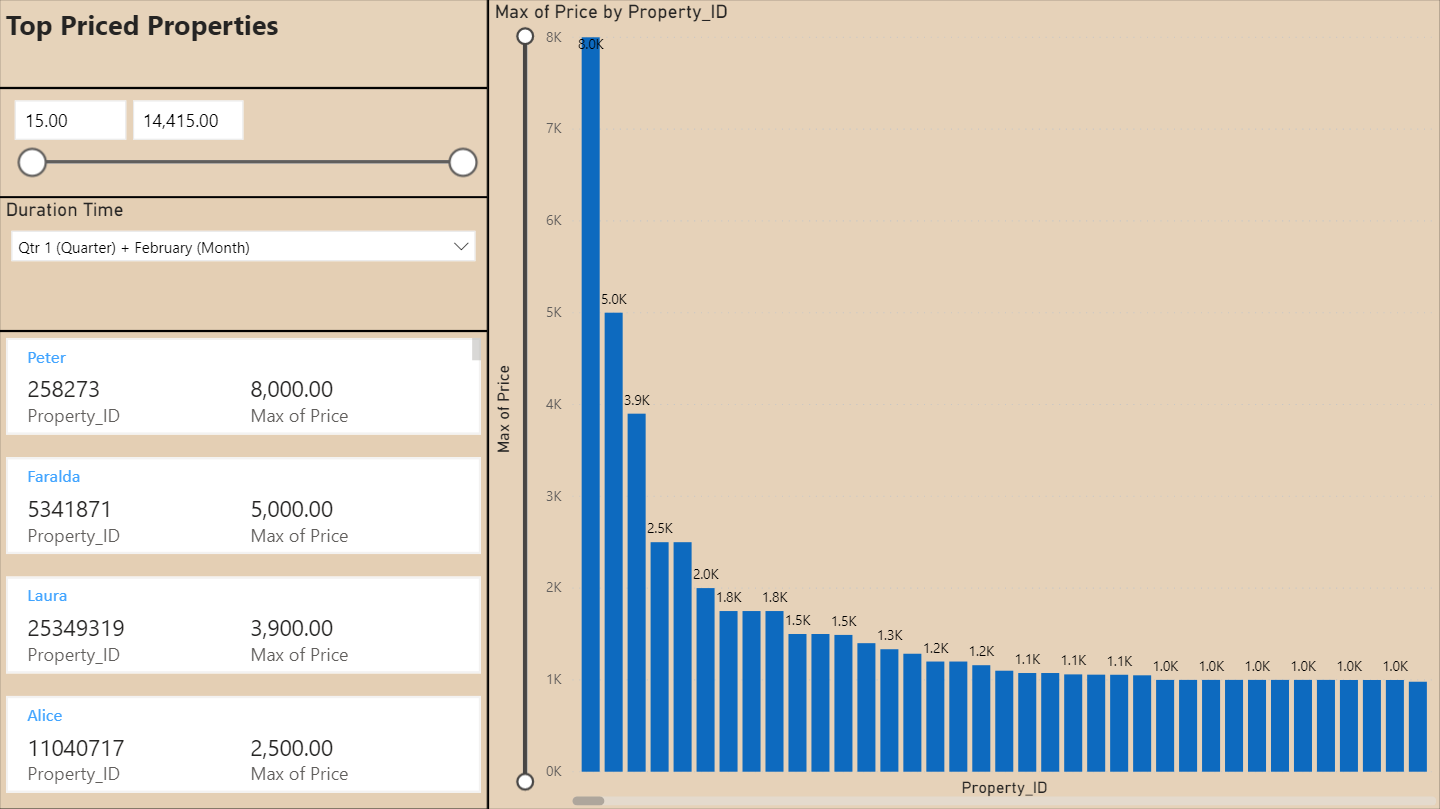 Top Priced Properties
15.00 14,415.00
Duration Time
Qtr 1 (Quarter) + February (Month)
Peter
258273 8,000.00
Property_ID Max of Price
Faralda
5341871 5,000.00
Property_ID Max of Price
Laura
25349319 3,900.00
Property_ID Max of Price
Alice
11040717 2,500.00
Property_ID Max of Price
Max of Price by Property_ID
Max of Price
8K
7K
6K
5K
4K
3K
2K
1K
0K
8.0K
5.0K
3.9K
2.5K
2.0K
1.8K
1.8K
1.5K
1.5K
1.3K
1.2K
1.2K
1.1K
1.1K
1.1K
1.0K
1.0K
1.0K
1.0K
1.0K
1.0K
Property_ID